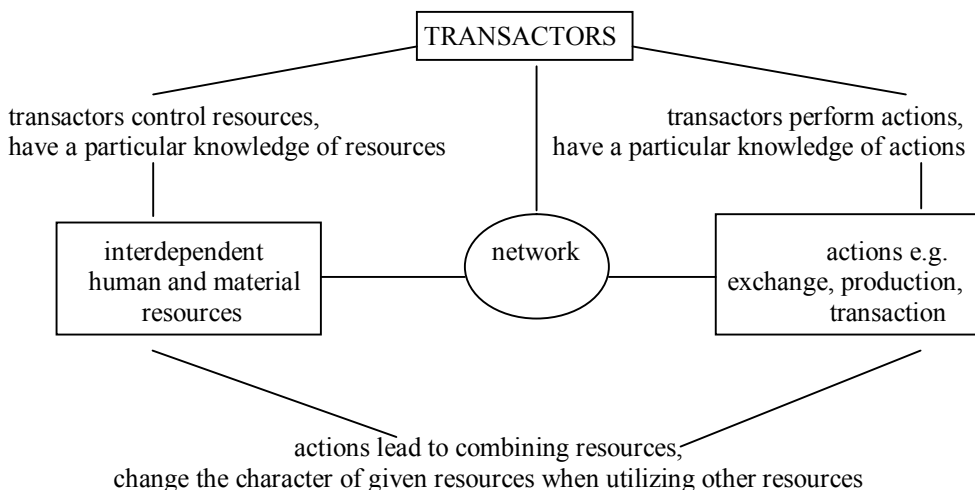 TRANSACTORS
transactors control resources,
have a particular knowledge of resources
transactors perform actions,
have a particular knowledge of actions
interdependent
human and material
resources
network
actions e.g.
exchange, production,
transaction
actions lead to combining resources,
change the character of given resources when utilizing other resources